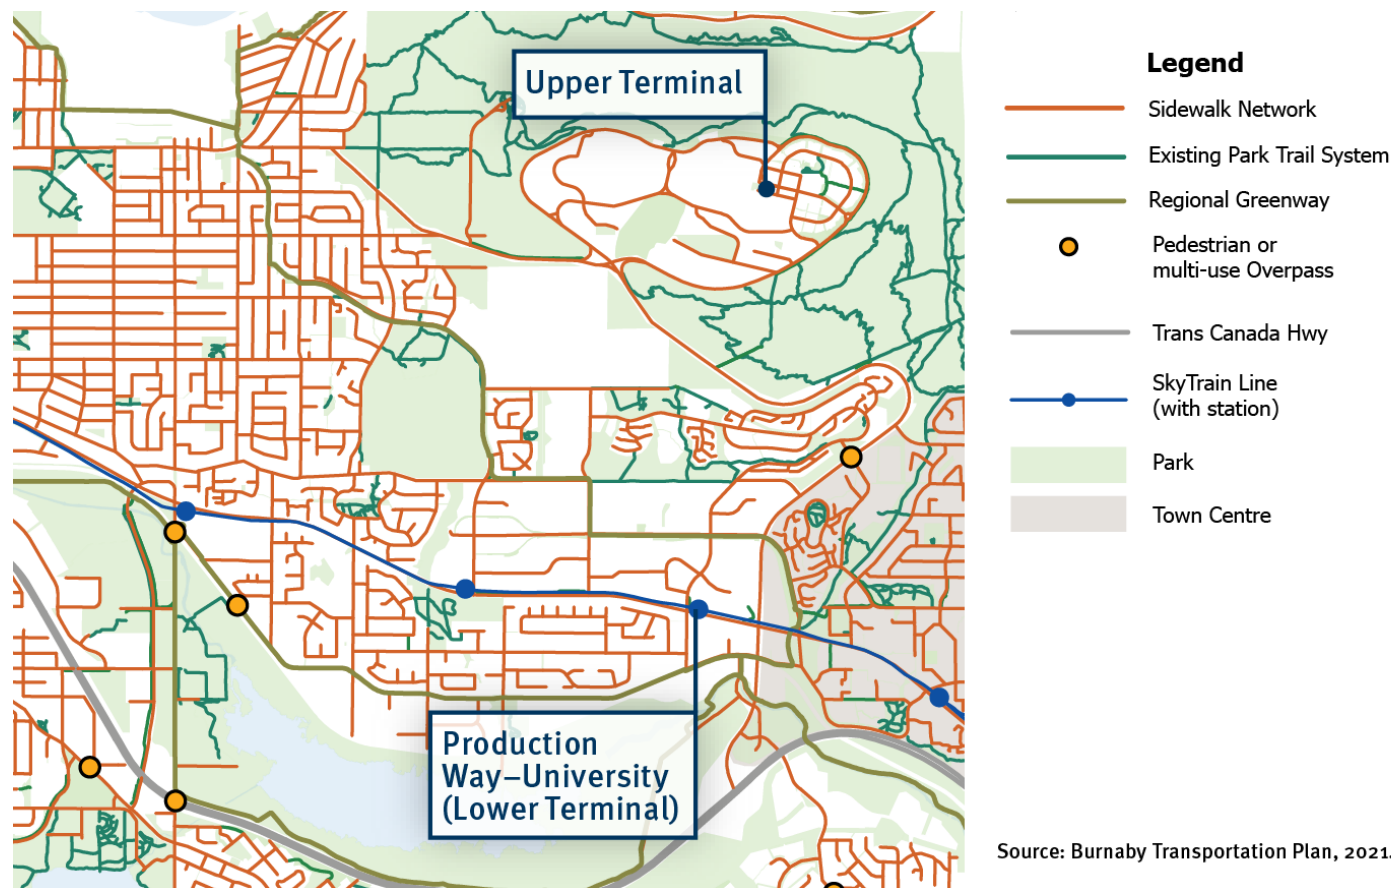 Upper Terminal
Production
Way–University
(Lower Terminal)
Legend
Sidewalk Network
Existing Park Trail System
Regional Greenway
Pedestrian or
multi-use Overpass
Trans Canada Hwy
SkyTrain Line
(with station)
Park
Town Centre
Source: Burnaby Transportation Plan, 2021.